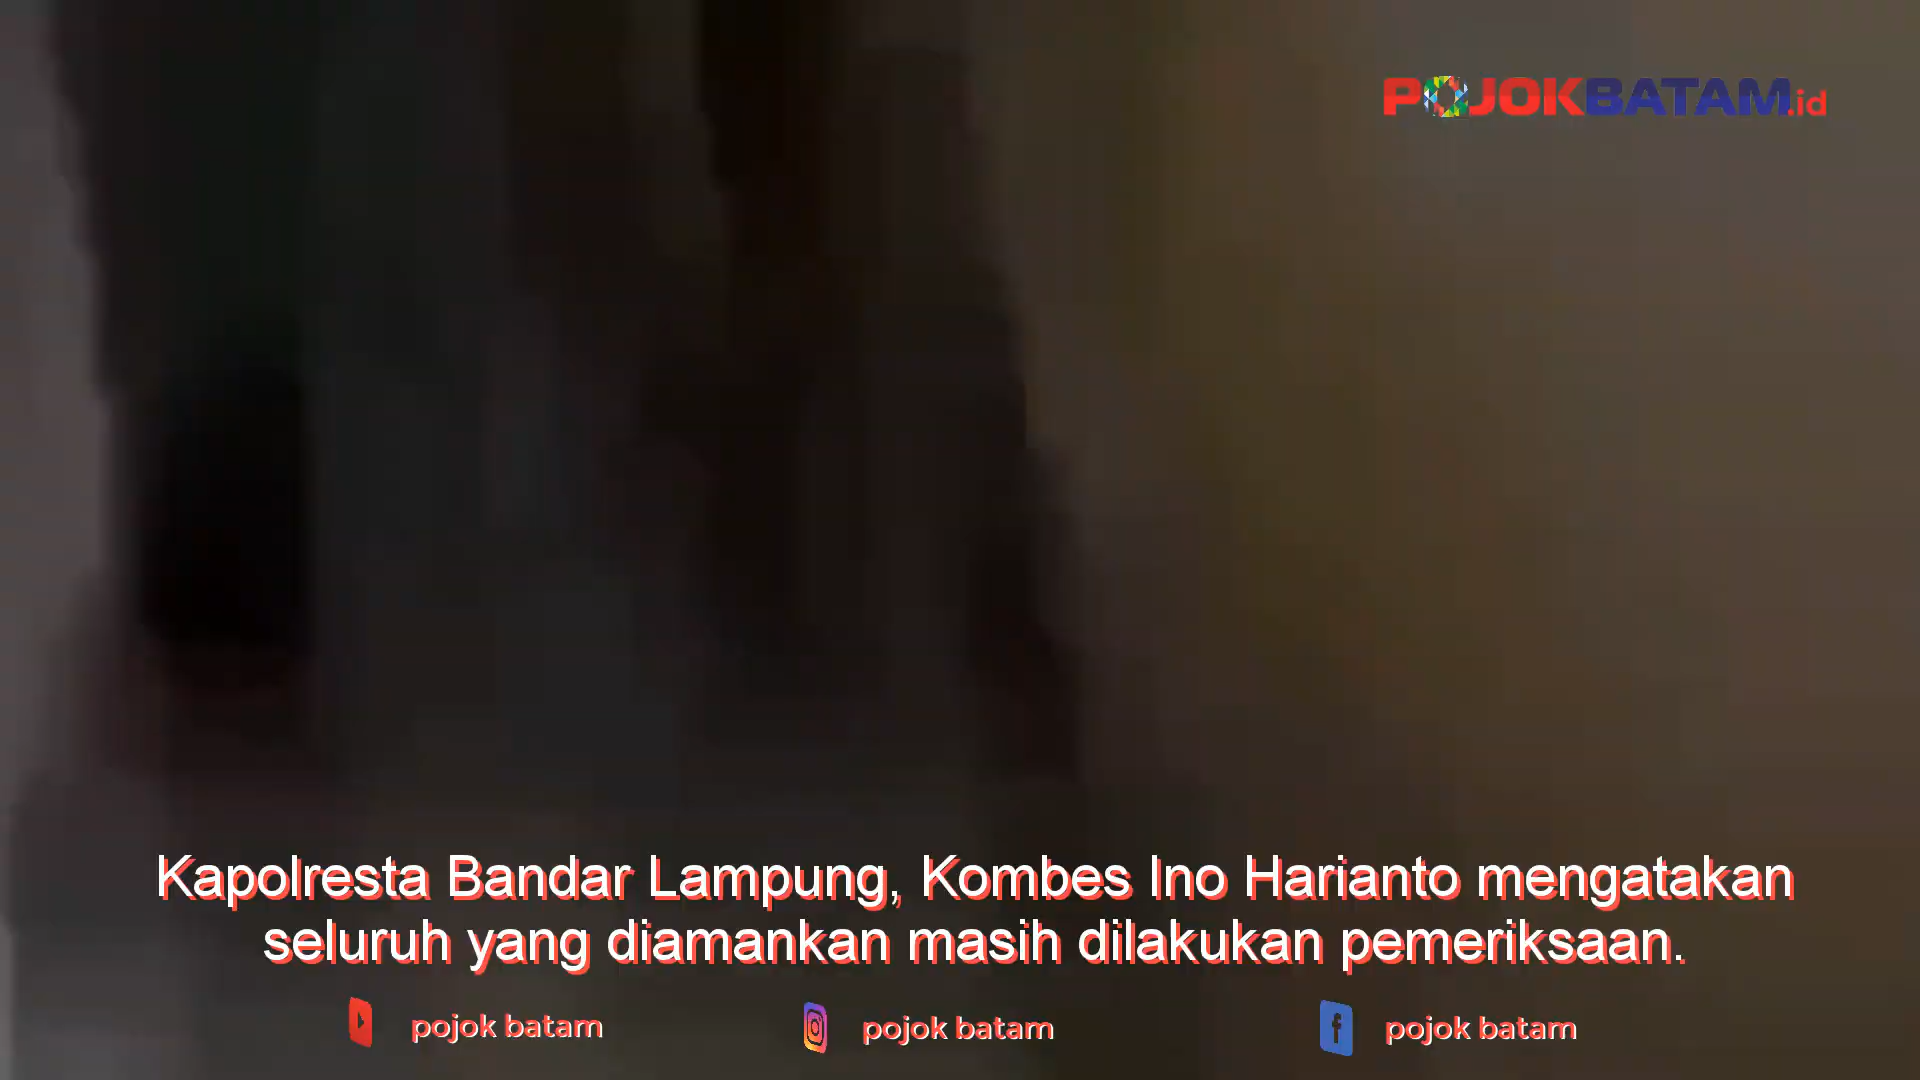 POJOKBATAM.id
Kapolresta Bandar Lampung, Kombes Ino Harianto mengatakan
seluruh yang diamankan masih dilakukan pemeriksaan.
pojok batam pojok batam pojok batam